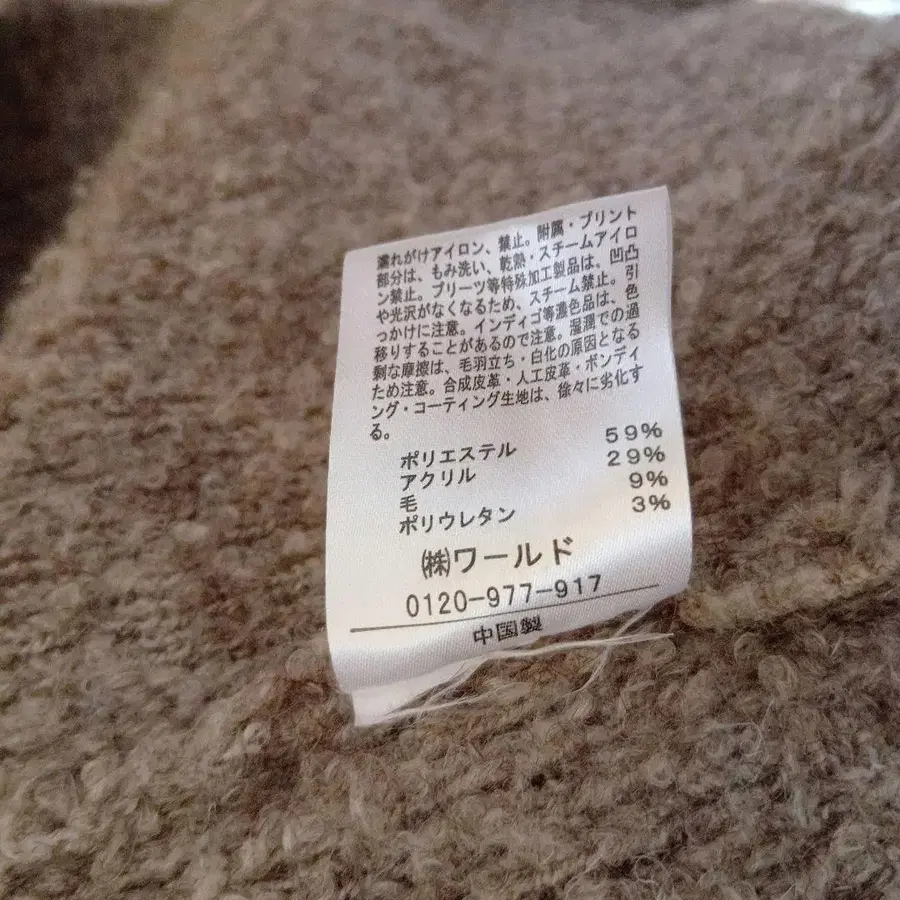 濡れがけアイロン、禁止。附属・プリント
部分は、もみ洗い、乾熱・スチームアイロ
ン禁止。プリーツ等特殊加工製品は、凹凸
や光沢がなくなるため、スチーム禁止。引
っかけに注意。インディゴ等濃色品は、色
移りすることがあるので注意。湿潤での過
剰な摩擦は、毛羽立ち・白化の原因となる
ため注意。合成皮革・人工皮革・ボンディ
ング・コーティング生地は、徐々に劣化す
る。
ポリエステル 59%
アクリル 29%
毛 9%
ポリウレタン 3%
㈱ワールド
0120-977-917
中国製